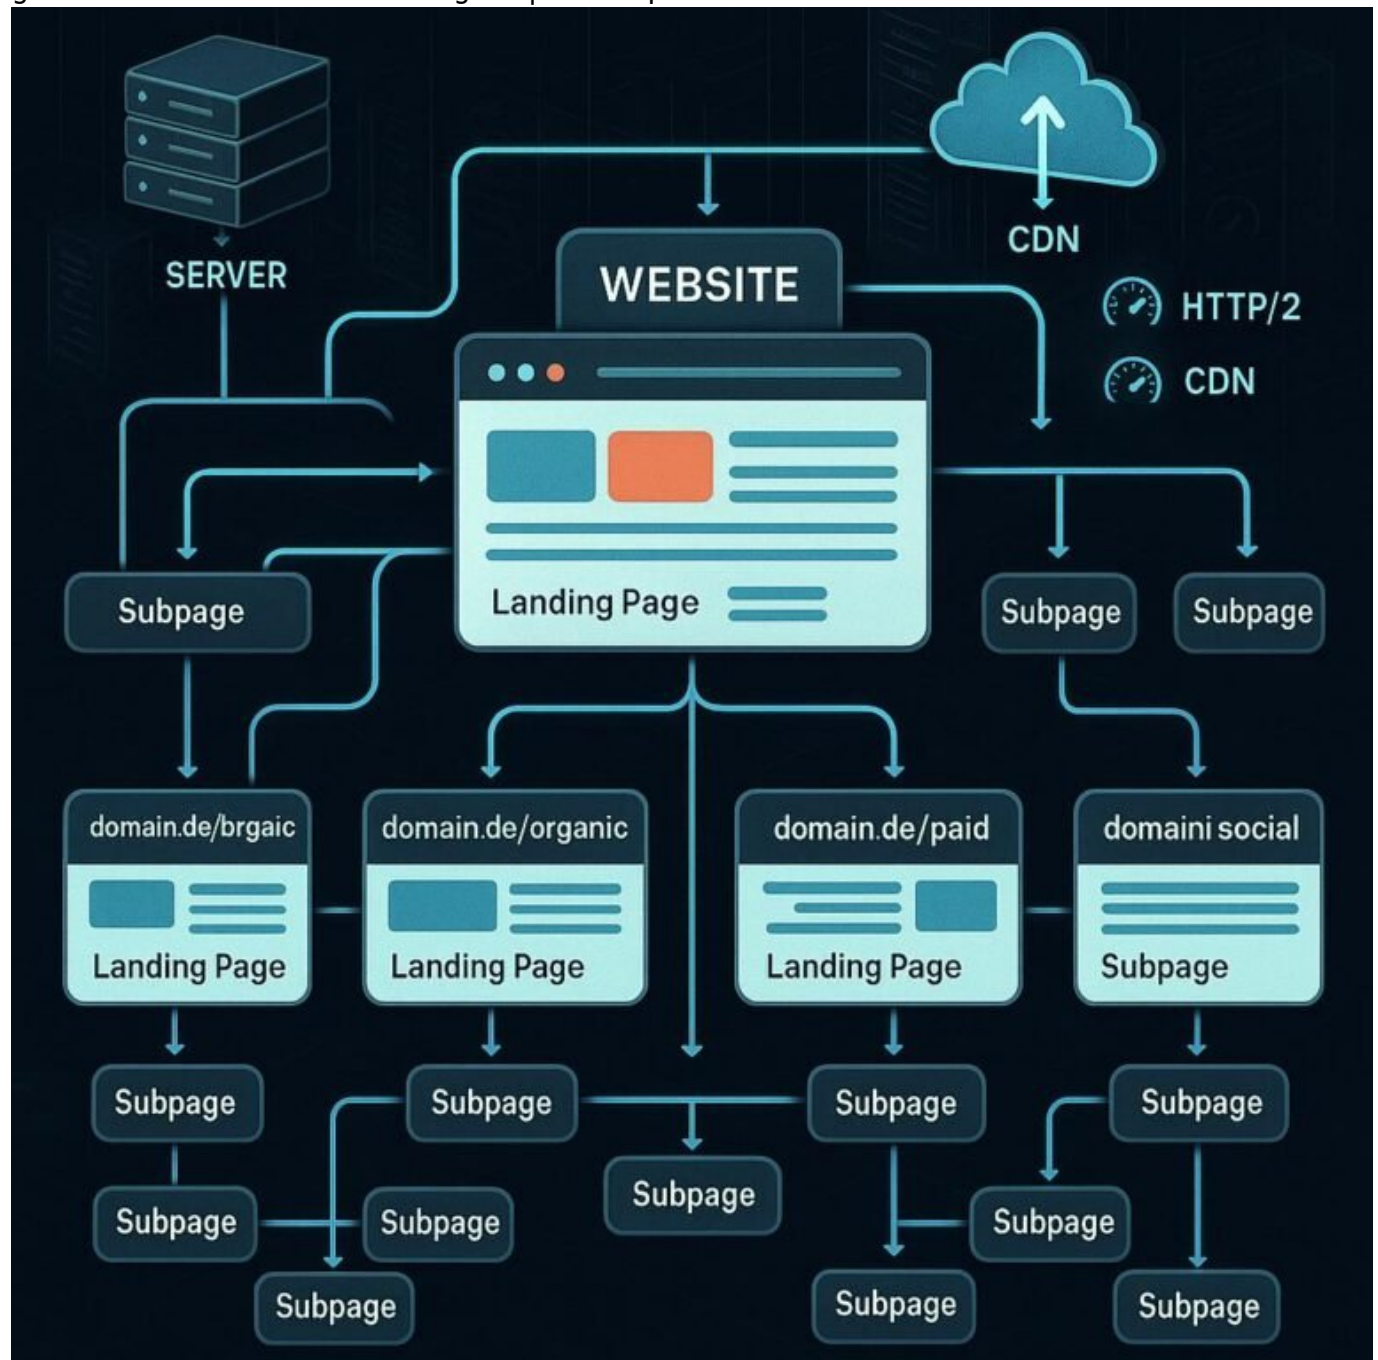 SERVER
CDN
WEBSITE
HTTP/2
CDN
Landing Page
Subpage
Subpage
Subpage
domain.de/brgaic
domain.de/organic
domain.de/paid
domaini social
Landing Page
Landing Page
Landing Page
Subpage
Subpage
Subpage
Subpage
Subpage
Subpage
Subpage
Subpage
Subpage
Subpage
Subpage
Subpage